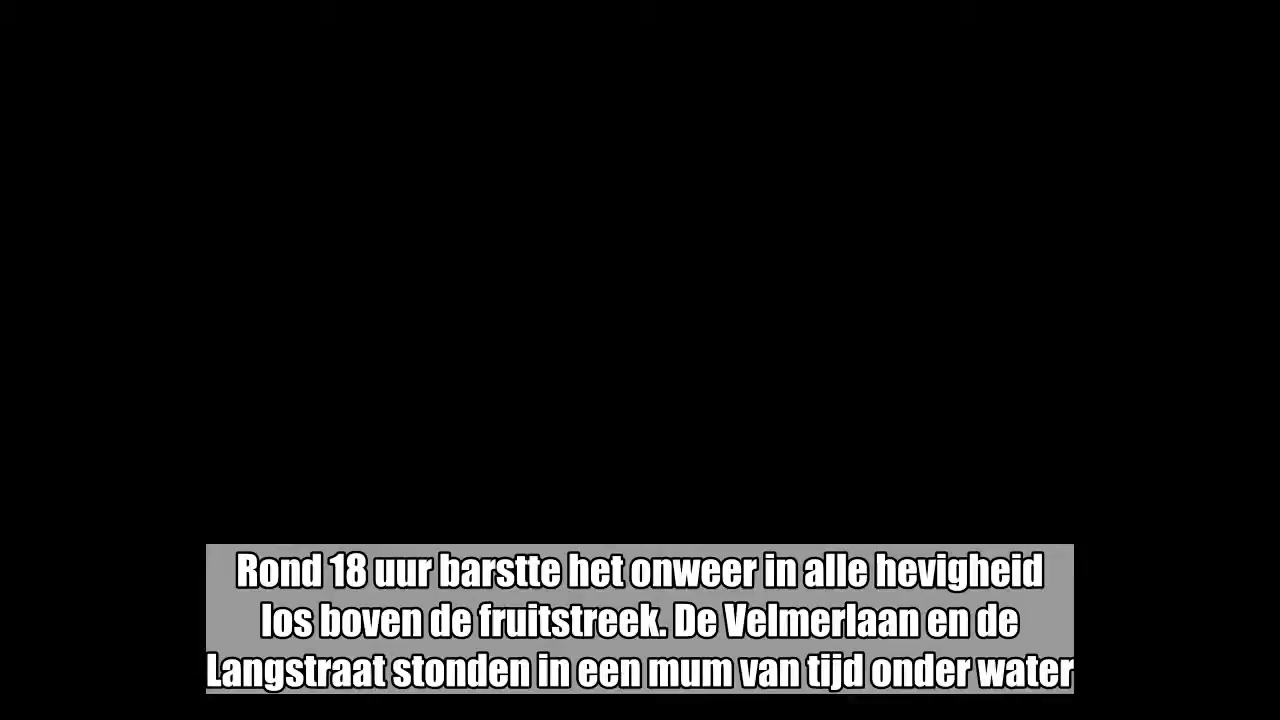 Rond 18 uur barstte het onweer in alle hevigheid
los boven de fruitstreek. De Velmerlaan en de
Langstraat stonden in een mum van tijd onder water